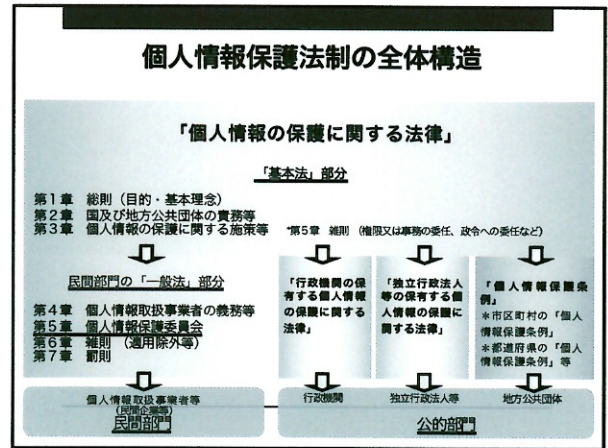 個人情報保護法制の全体構造
「個人情報の保護に関する法律」
「基本法」部分
第1章 総則（目的・基本理念）
第2章 国及び地方公共団体の責務等
第3章 個人情報の保護に関する施策等
*第5章 雑則（権限又は事務の委任、政令への委任など）
民間部門の「一般法」部分
第4章 個人情報取扱事業者の義務等
第5章 個人情報保護委員会
第6章 雑則（適用除外等）
第7章 罰則
「行政機関の保
有する個人情報
の保護に関する
法律」
「独立行政法人
等の保有する個
人情報の保護に
関する法律」
「個人情報保護条
例」
＊市区町村の「個人
情報保護条例」
＊都道府県の「個人
情報保護条例」等
個人情報取扱事業者等
（民間企業等）
民間部門
行政機関
独立行政法人等
地方公共団体
公的部門